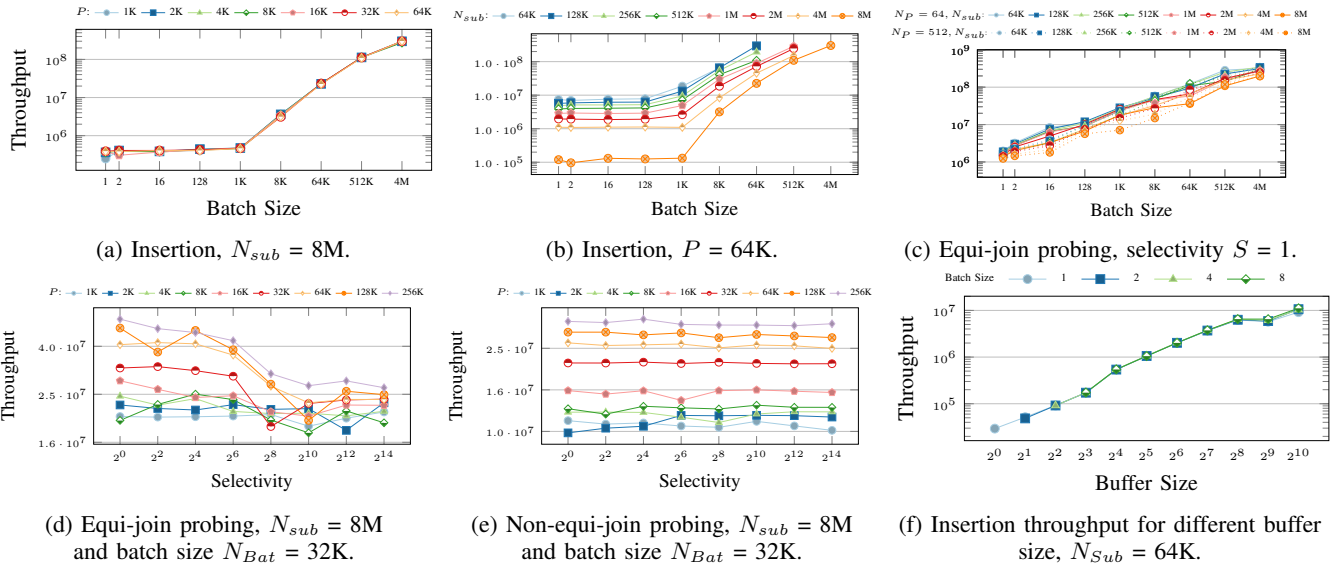 P: 1K 2K 4K 8K 16K 32K 64K
Throughput
10^8
10^7
10^6
1 2 16 128 1K 8K 64K 512K 4M
Batch Size
(a) Insertion, N_sub = 8M.
N_sub: 64K 128K 256K 512K 1M 2M 4M 8M
Throughput
1.0 · 10^8
1.0 · 10^7
1.0 · 10^6
1.0 · 10^5
1 2 16 128 1K 8K 64K 512K 4M
Batch Size
(b) Insertion, P = 64K.
N_P = 64, N_sub: 64K 128K 256K 512K 1M 2M 4M 8M
N_P = 512, N_sub: 64K 128K 256K 512K 1M 2M 4M 8M
Throughput
10^9
10^8
10^7
10^6
1 2 16 128 1K 8K 64K 512K 4M
Batch Size
(c) Equi-join probing, selectivity S = 1.
P: 1K 2K 4K 8K 16K 32K 64K 128K 256K
Throughput
4.0 · 10^7
2.5 · 10^7
1.6 · 10^7
2^0 2^2 2^4 2^6 2^8 2^10 2^12 2^14
Selectivity
(d) Equi-join probing, N_sub = 8M
and batch size N_Bat = 32K.
P: 1K 2K 4K 8K 16K 32K 64K 128K 256K
Throughput
2.5 · 10^7
1.6 · 10^7
1.0 · 10^7
2^0 2^2 2^4 2^6 2^8 2^10 2^12 2^14
Selectivity
(e) Non-equi-join probing, N_sub = 8M
and batch size N_Bat = 32K.
Batch Size 1 2 4 8
Throughput
10^7
10^6
10^5
2^0 2^1 2^2 2^3 2^4 2^5 2^6 2^7 2^8 2^9 2^10
Buffer Size
(f) Insertion throughput for different buffer
size, N_Sub = 64K.